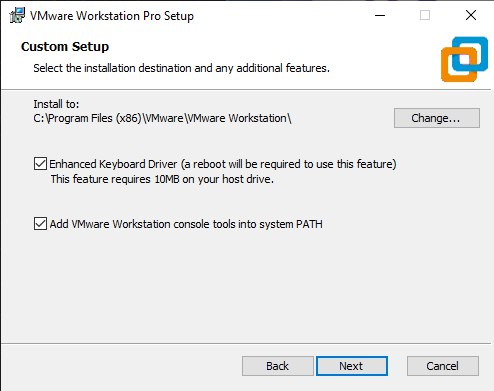 VMware Workstation Pro Setup
Custom Setup
Select the installation destination and any additional features.
Install to:
C:\Program Files (x86)\VMware\VMware Workstation\
Change...
Enhanced Keyboard Driver (a reboot will be required to use this feature)
This feature requires 10MB on your host drive.
Add VMware Workstation console tools into system PATH
Back
Next
Cancel